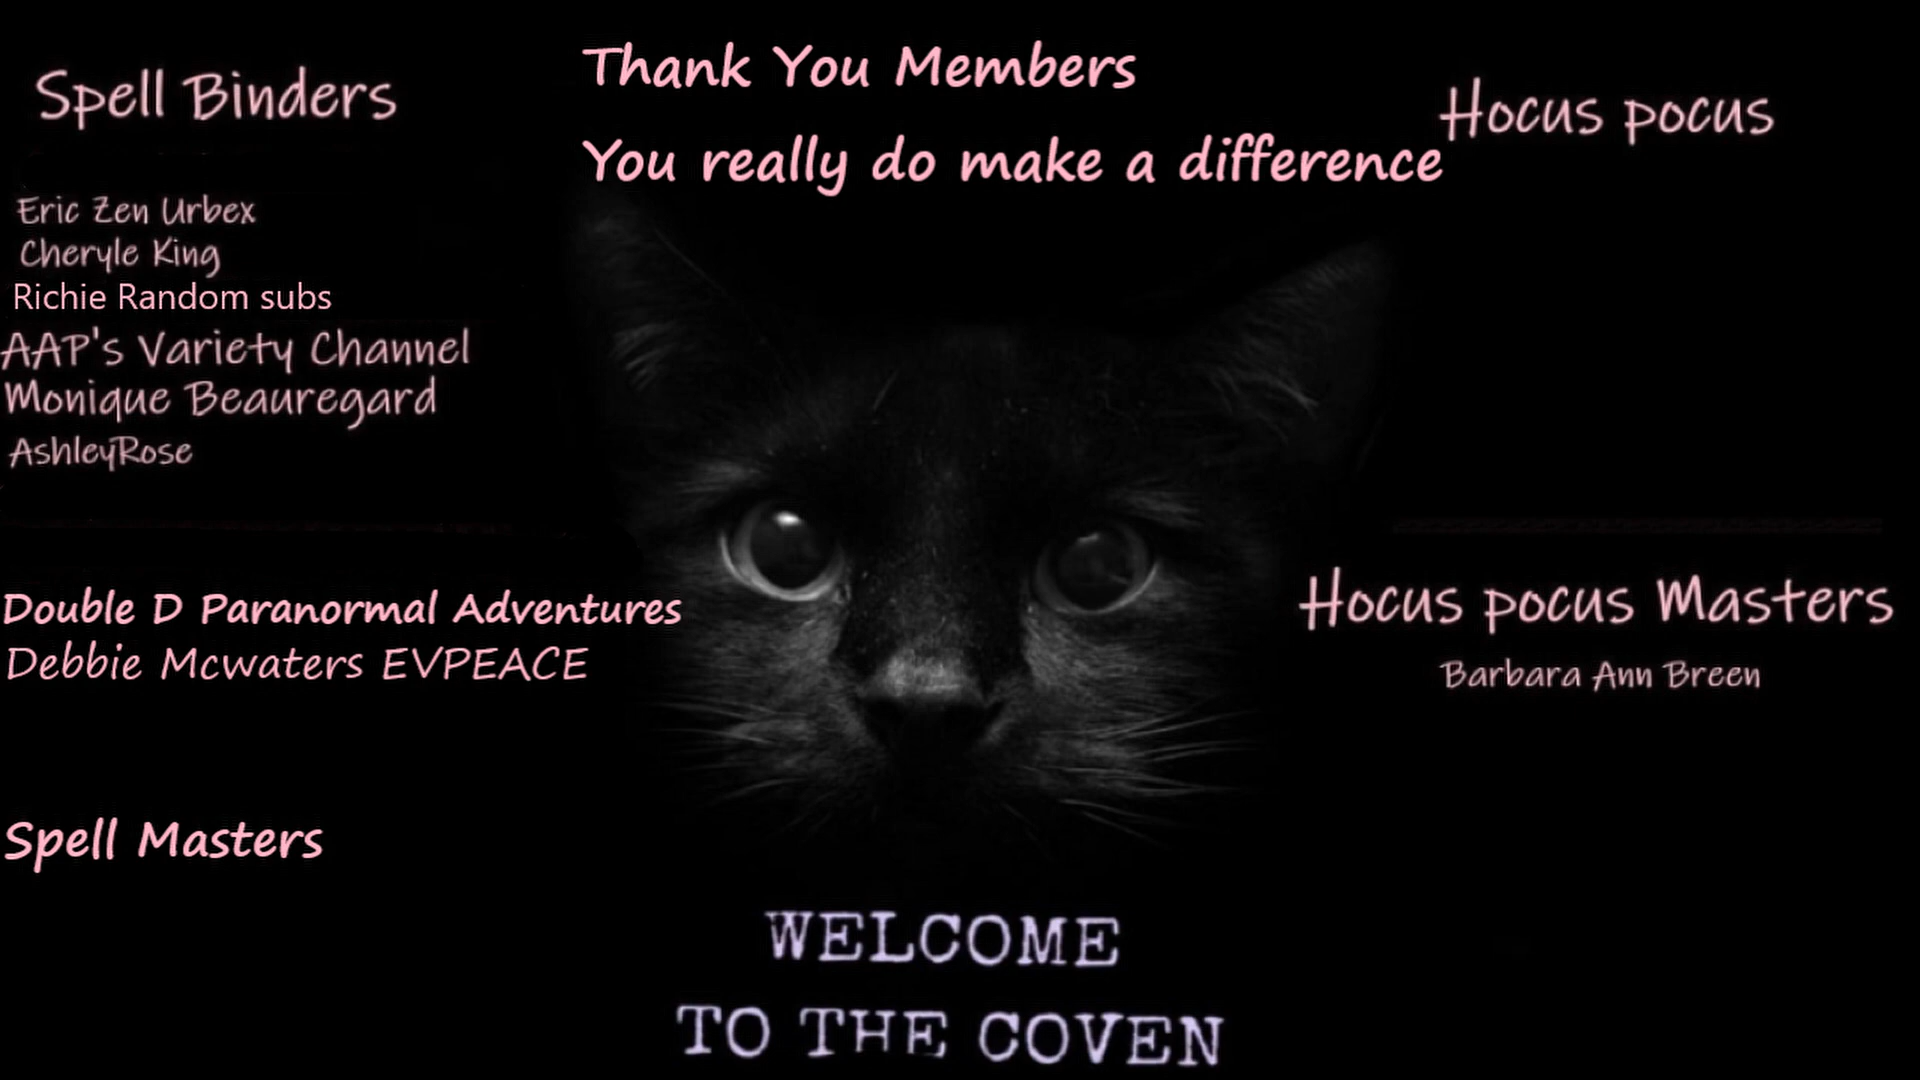 Thank You Members
You really do make a difference
Spell Binders
Eric Zen Urbex
Cheryle King
Richie Random subs
AAP's Variety Channel
Monique Beauregard
AshleyRose
Double D Paranormal Adventures
Debbie Mcwaters EVPEACE
Spell Masters
Hocus pocus
Hocus pocus Masters
Barbara Ann Breen
WELCOME
TO THE COVEN